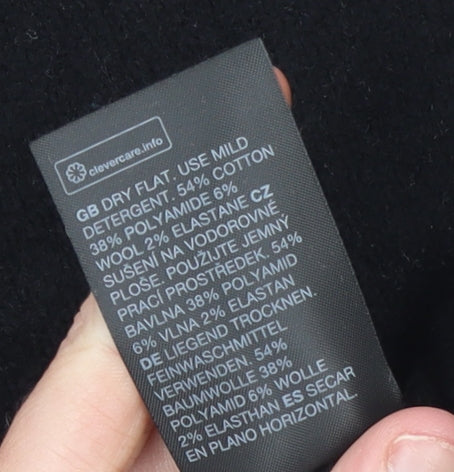 clevercare.info
GB DRY FLAT. USE MILD
DETERGENT. 54% COTTON
38% POLYAMIDE 6%
WOOL 2% ELASTANE CZ
SUŠENÍ NA VODOROVNÉ
PLOŠE. POUŽIJTE JEMNÝ
PRACÍ PROSTŘEDEK. 54%
BAVLNA 38% POLYAMID
6% VLNA 2% ELASTAN
DE LIEGEND TROCKNEN.
FEINWASCHMITTEL
VERWENDEN. 54%
BAUMWOLLE 38%
POLYAMID 6% WOLLE
2% ELASTHAN ES SECAR
EN PLANO HORIZONTAL.